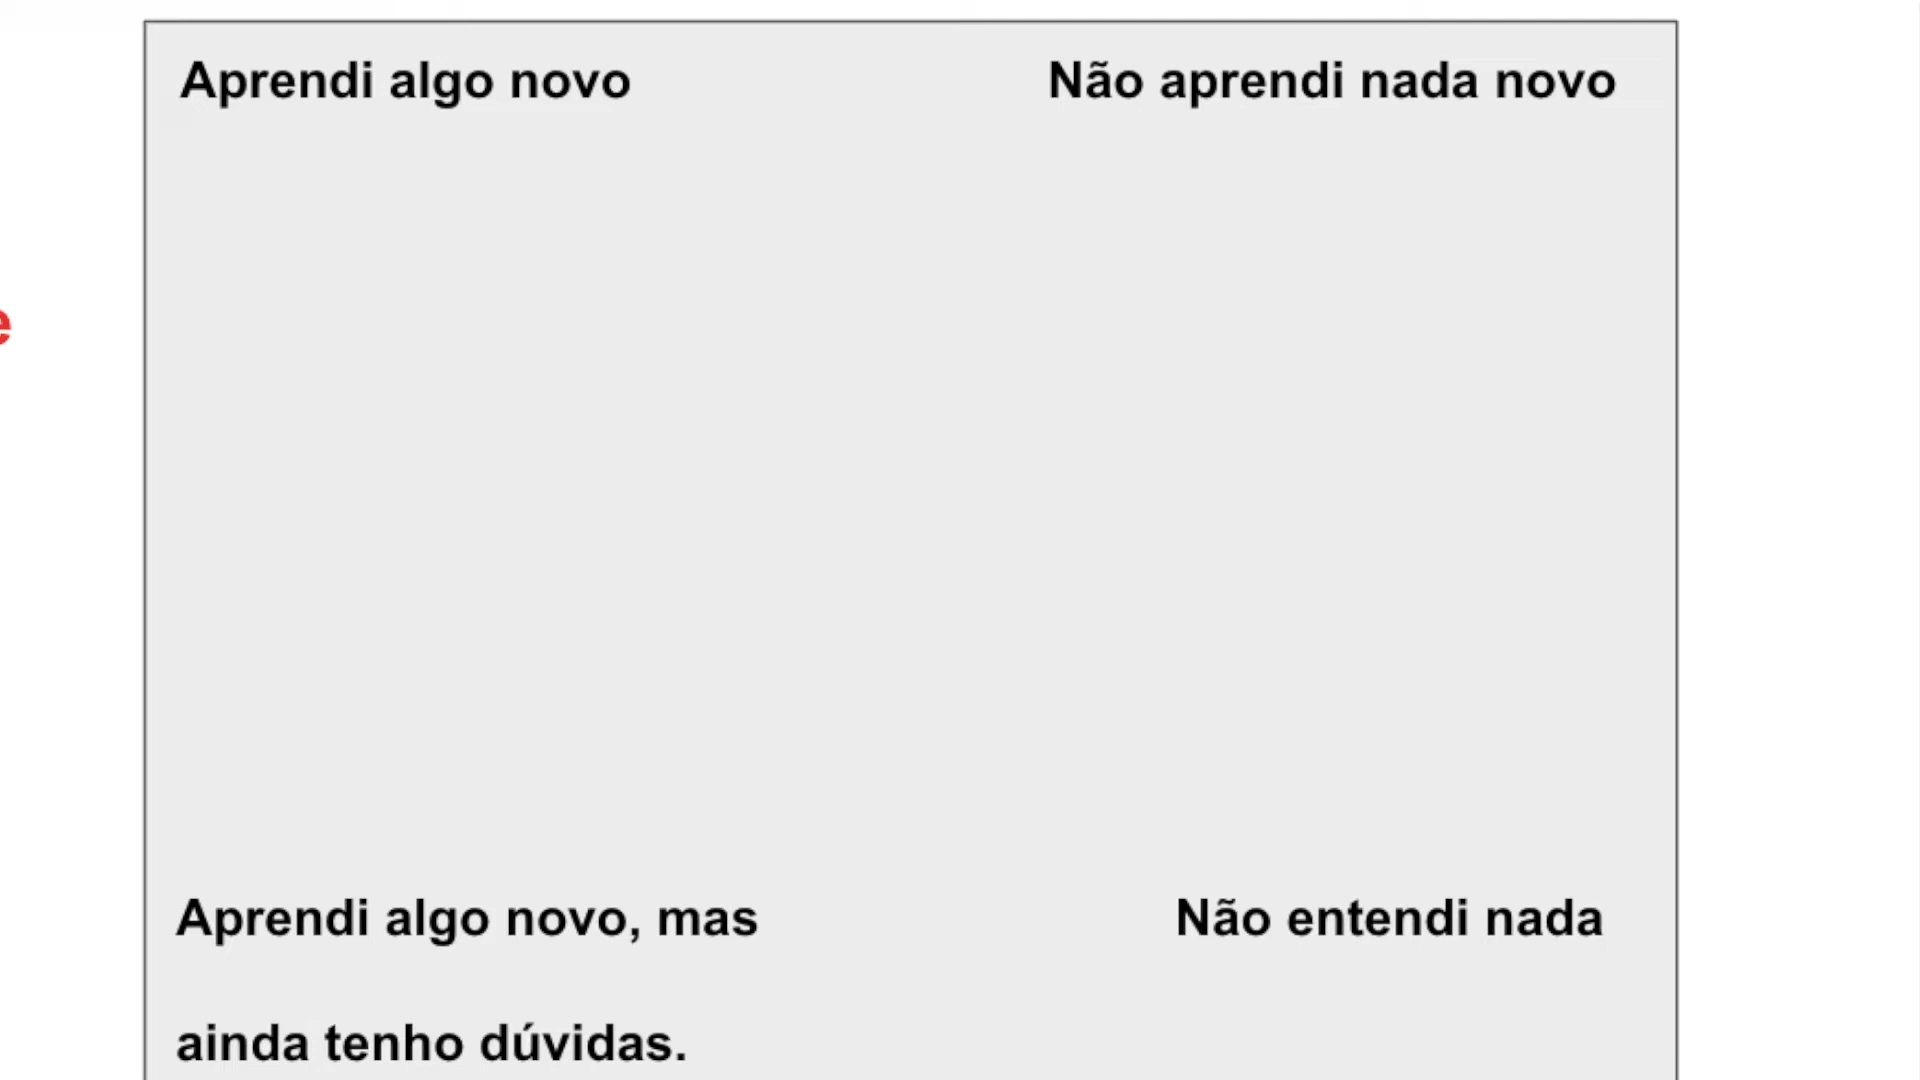 Aprendi algo novo
Não aprendi nada novo
e
Aprendi algo novo, mas
Não entendi nada
ainda tenho dúvidas.